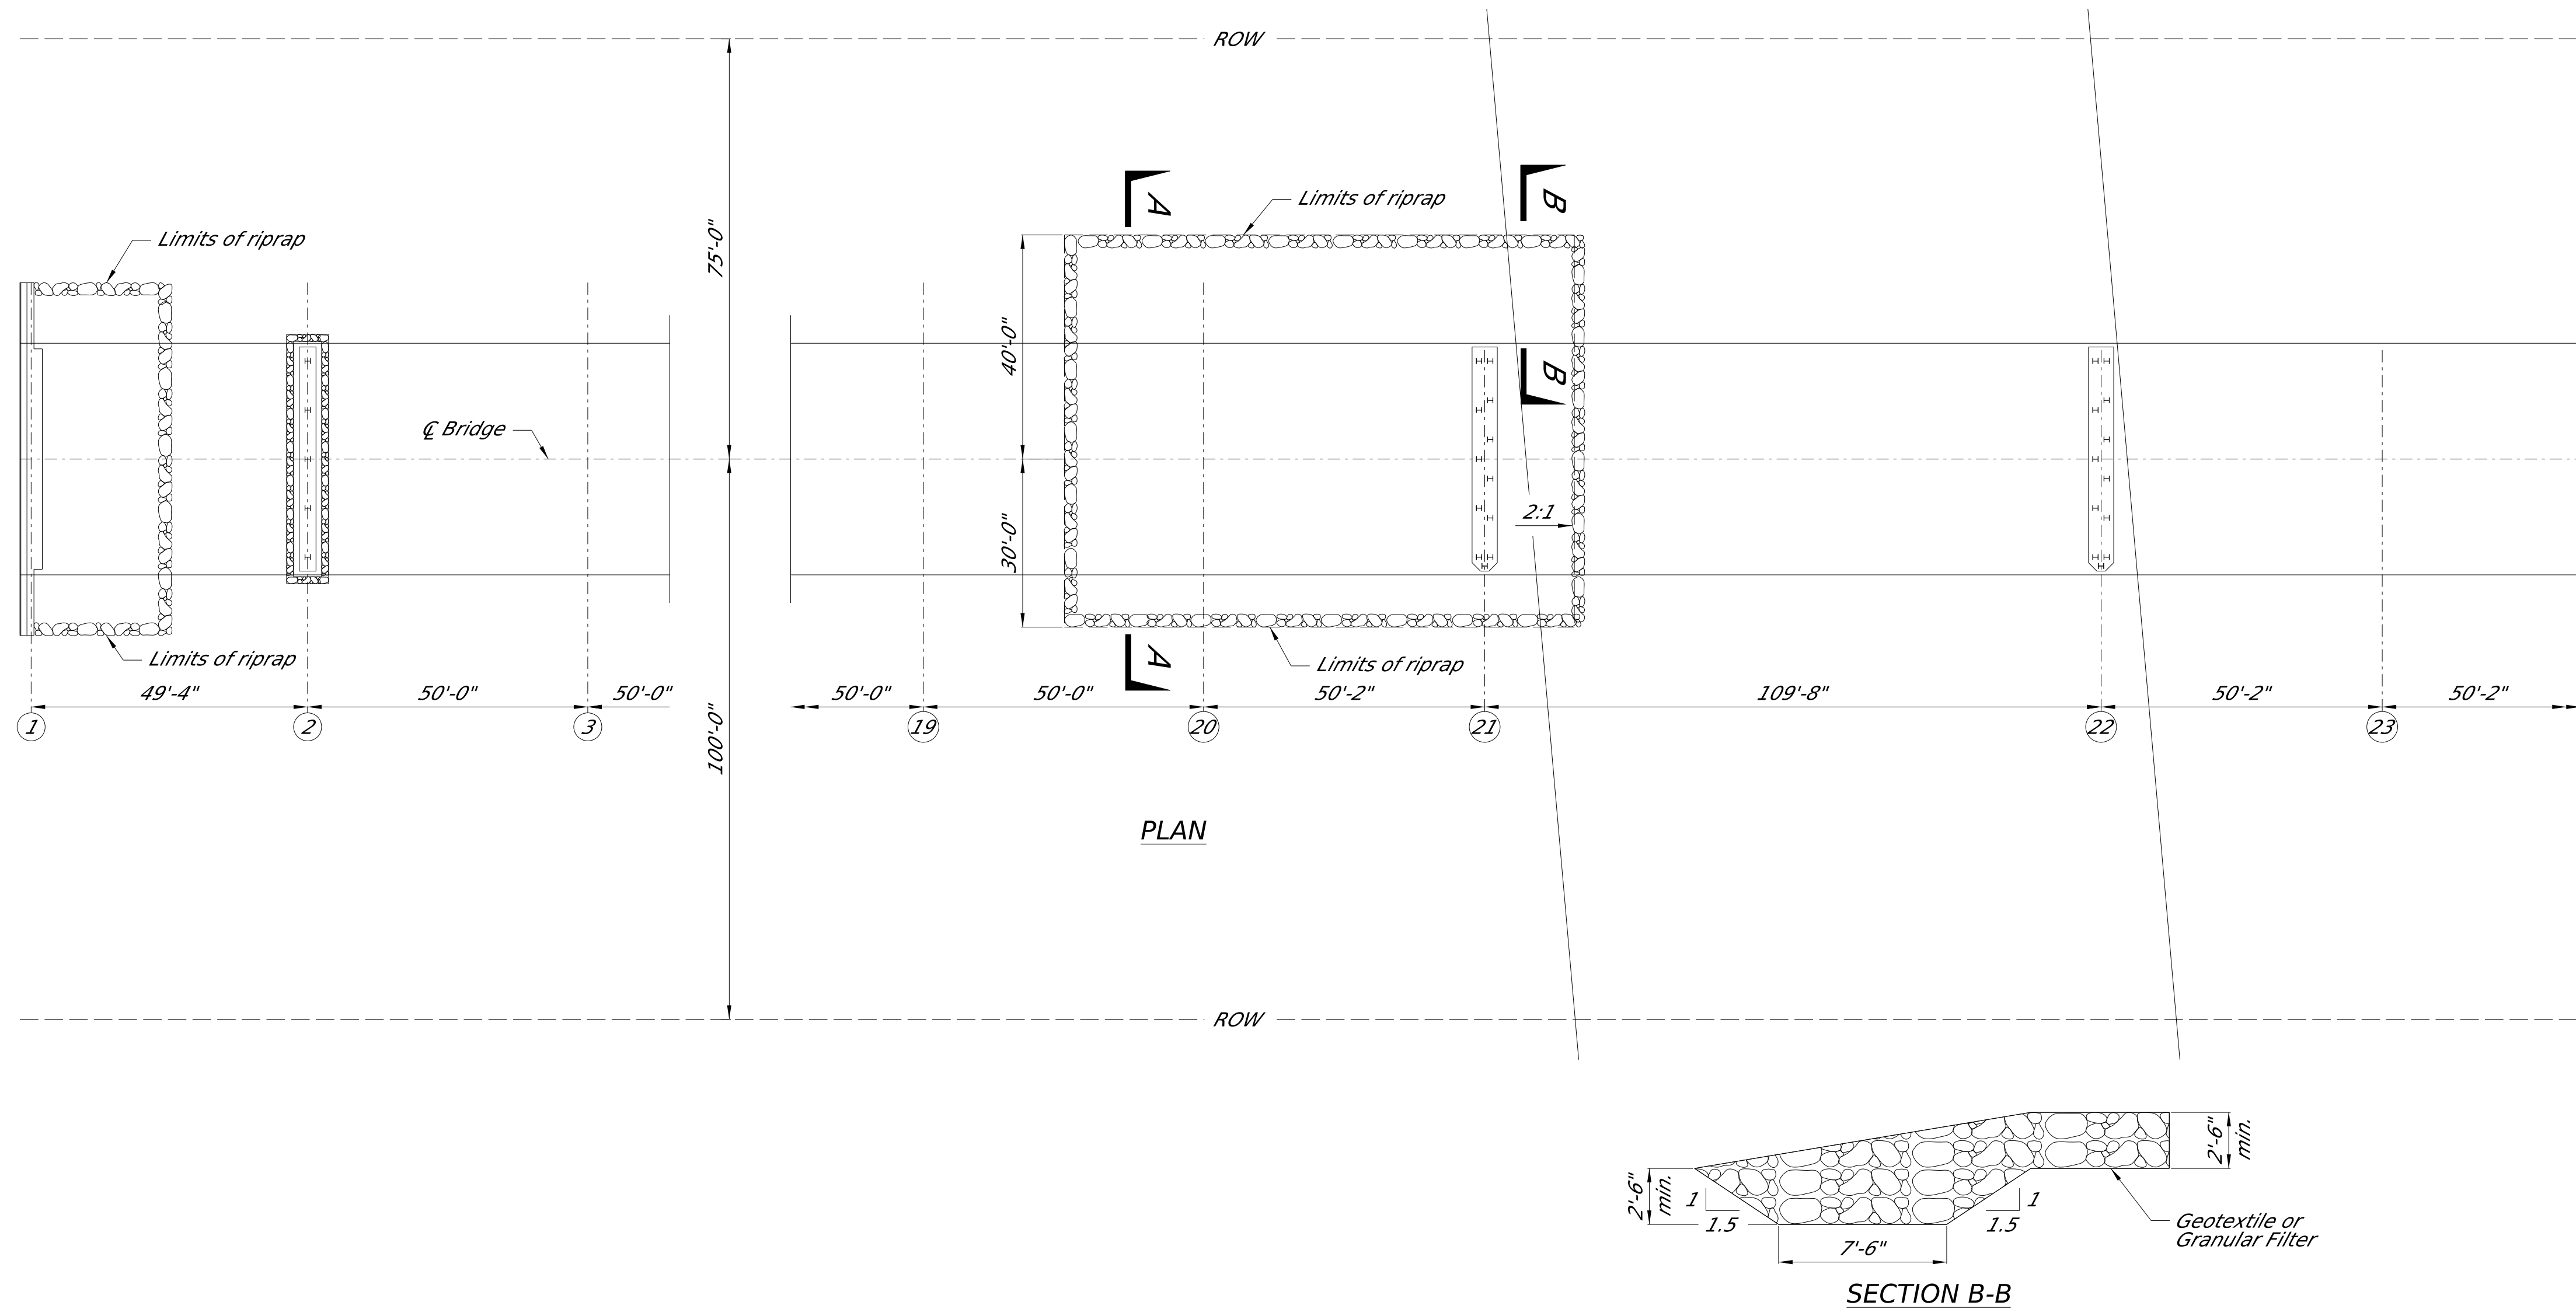 ROW
A
Limits of riprap
B
75'-0"
Limits of riprap
40'-0"
B
℄ Bridge
2:1
30'-0"
Limits of riprap
A
Limits of riprap
49'-4"
50'-0"
50'-0"
50'-0"
50'-0"
50'-2"
109'-8"
50'-2"
50'-2"
1
2
3
19
20
21
22
23
100'-0"
PLAN
ROW
2'-6"
min.
2'-6"
min.
1
1.5
1
1.5
Geotextile or
Granular Filter
7'-6"
SECTION B-B